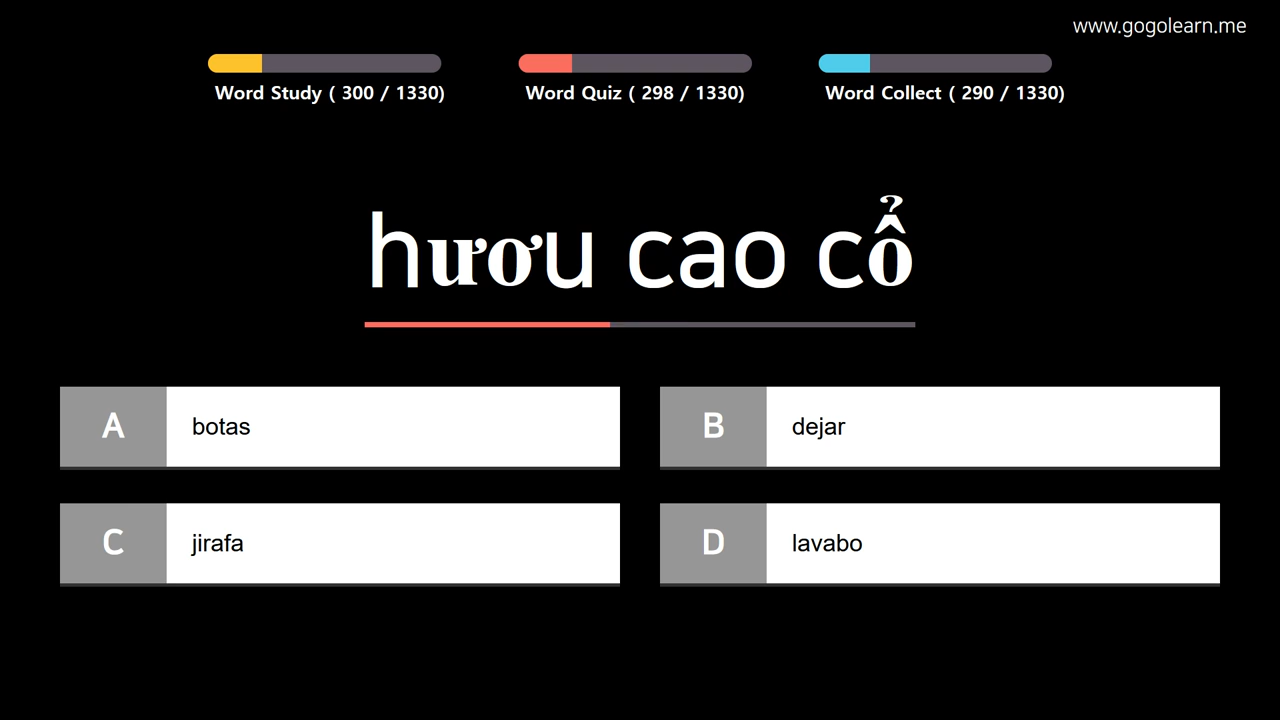 www.gogolearn.me
Word Study ( 300 / 1330)
Word Quiz ( 298 / 1330)
Word Collect ( 290 / 1330)
hươu cao cổ
A botas
B dejar
C jirafa
D lavabo